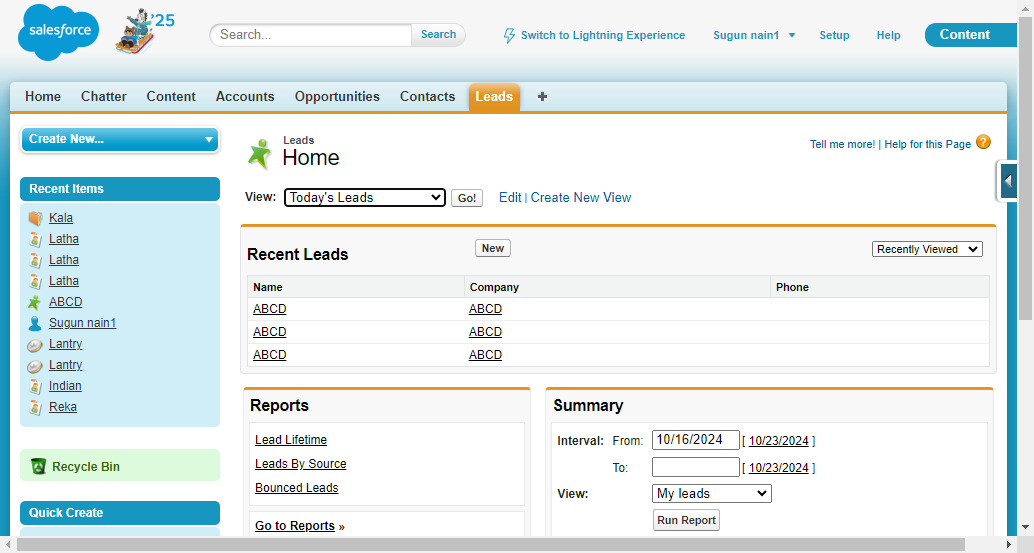 salesforce
'25
Search...
Search
Switch to Lightning Experience
Sugun nain1
Setup
Help
Content
Home
Chatter
Content
Accounts
Opportunities
Contacts
Leads
+
Create New...
Recent Items
Kala
Latha
Latha
Latha
ABCD
Sugun nain1
Lantry
Lantry
Indian
Reka
Recycle Bin
Quick Create
Leads
Home
Tell me more! | Help for this Page ?
View: Today's Leads Go! Edit | Create New View
Recent Leads New Recently Viewed
Name Company Phone
ABCD ABCD
ABCD ABCD
ABCD ABCD
Reports
Lead Lifetime
Leads By Source
Bounced Leads
Go to Reports »
Summary
Interval: From: 10/16/2024 [ 10/23/2024 ]
To: [ 10/23/2024 ]
View: My leads
Run Report